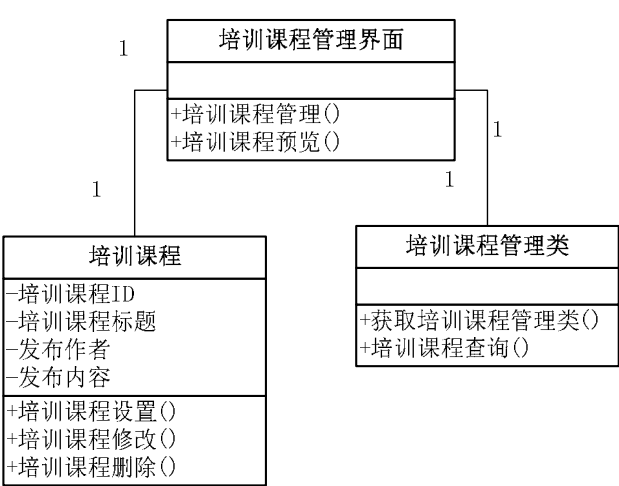 1
培训课程管理界面
+培训课程管理()
+培训课程预览()
1
1
1
培训课程
-培训课程ID
-培训课程标题
-发布作者
-发布内容
+培训课程设置()
+培训课程修改()
+培训课程删除()
培训课程管理类
+获取培训课程管理类()
+培训课程查询()